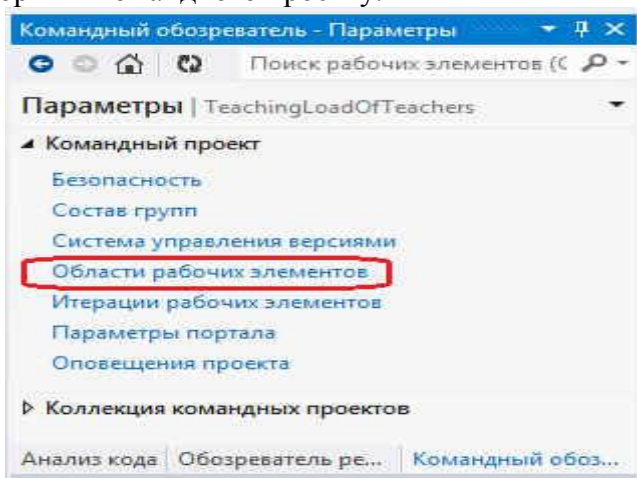 Командный обозреватель - Параметры
Поиск рабочих элементов (C
Параметры | TeachingLoadOfTeachers
Командный проект
Безопасность
Состав групп
Система управления версиями
Области рабочих элементов
Итерации рабочих элементов
Параметры портала
Оповещения проекта
Коллекция командных проектов
Анализ кода Обозреватель ре... Командный обоз...